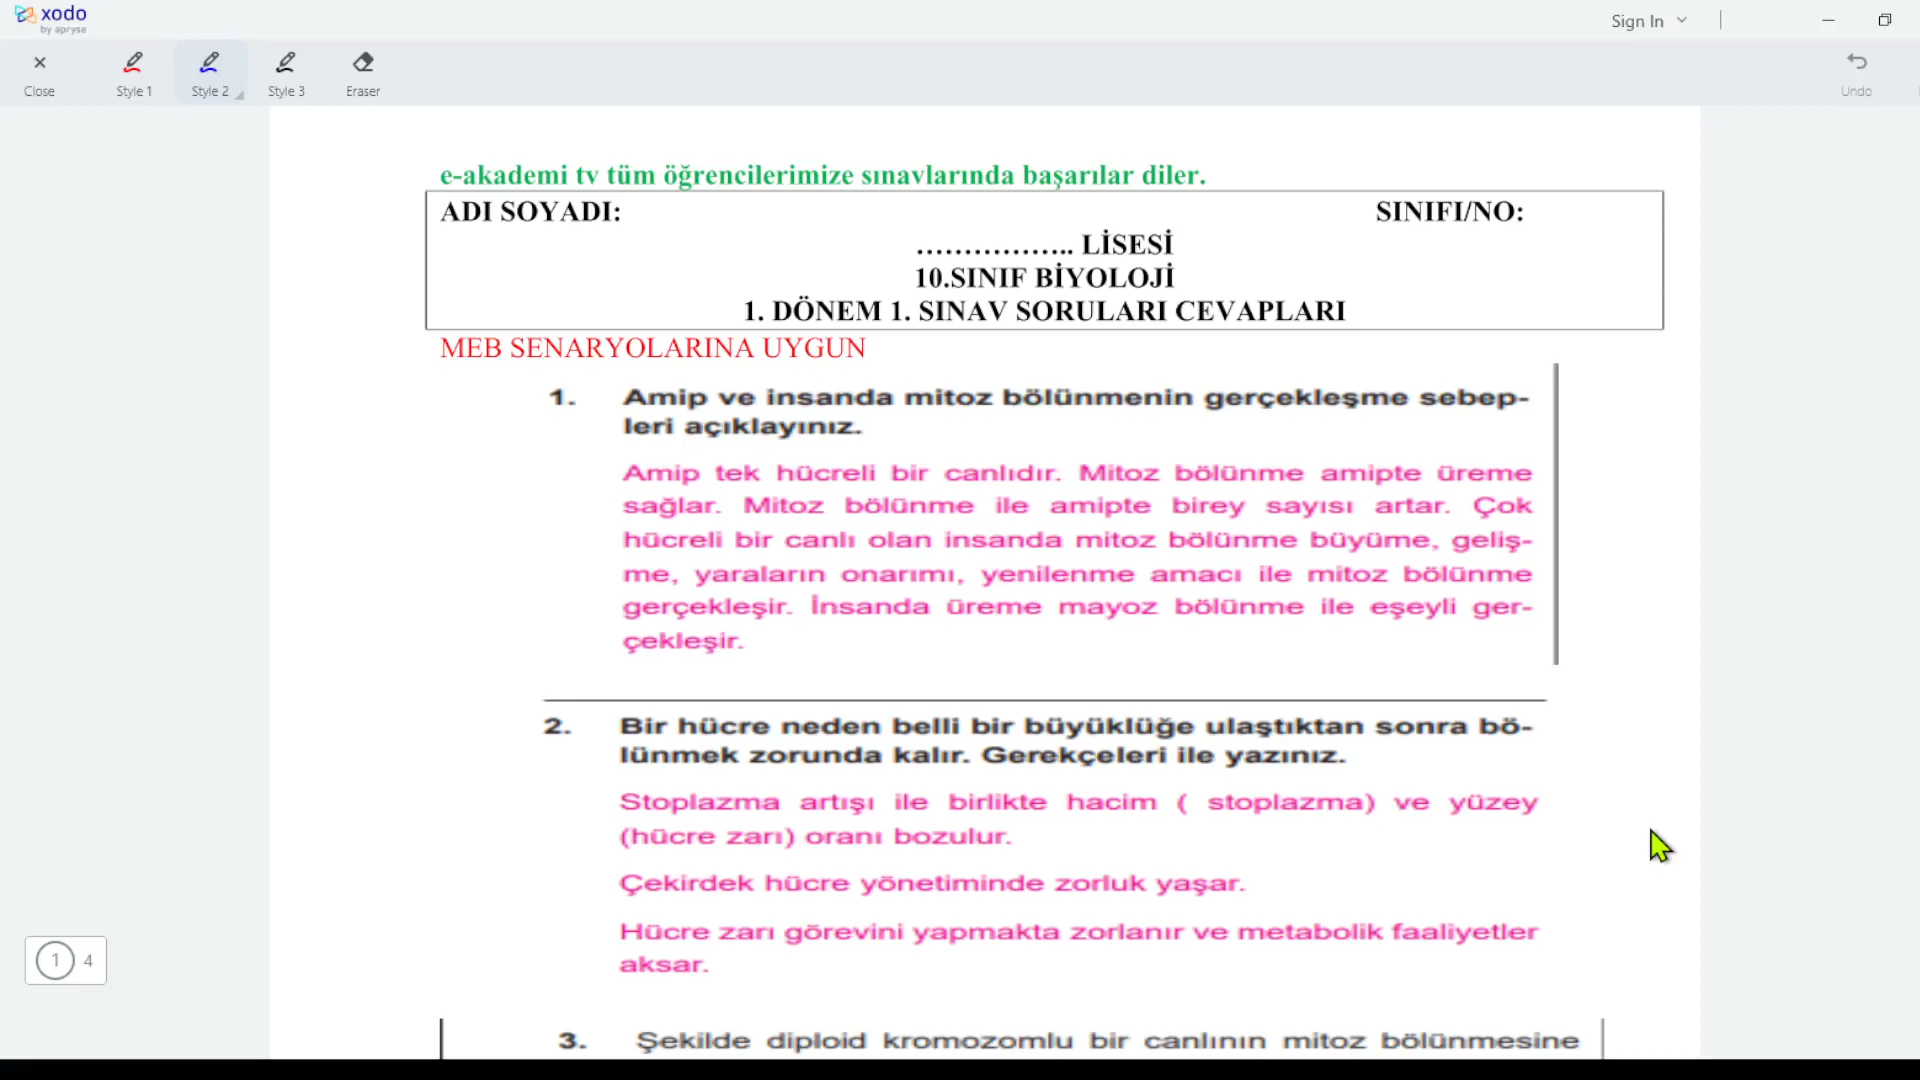 xodo
by apryse
Sign In
Close
Style 1
Style 2
Style 3
Eraser
Undo
e-akademi tv tüm öğrencilerimize sınavlarında başarılar diler.
ADI SOYADI: SINIFI/NO:
……………….. LİSESİ
10.SINIF BİYOLOJİ
1. DÖNEM 1. SINAV SORULARI CEVAPLARI
MEB SENARYOLARINA UYGUN
1. Amip ve insanda mitoz bölünmenin gerçekleşme sebep-
leri açıklayınız.
Amip tek hücreli bir canlıdır. Mitoz bölünme amipte üreme
sağlar. Mitoz bölünme ile amipte birey sayısı artar. Çok
hücreli bir canlı olan insanda mitoz bölünme büyüme, geliş-
me, yaraların onarımı, yenilenme amacı ile mitoz bölünme
gerçekleşir. İnsanda üreme mayoz bölünme ile eşeyli ger-
çekleşir.
2. Bir hücre neden belli bir büyüklüğe ulaştıktan sonra bö-
lünmek zorunda kalır. Gerekçeleri ile yazınız.
Stoplazma artışı ile birlikte hacim ( stoplazma) ve yüzey
(hücre zarı) oranı bozulur.
Çekirdek hücre yönetiminde zorluk yaşar.
Hücre zarı görevini yapmakta zorlanır ve metabolik faaliyetler
aksar.
1 4
3. Şekilde diploid kromozomlu bir canlının mitoz bölünmesine